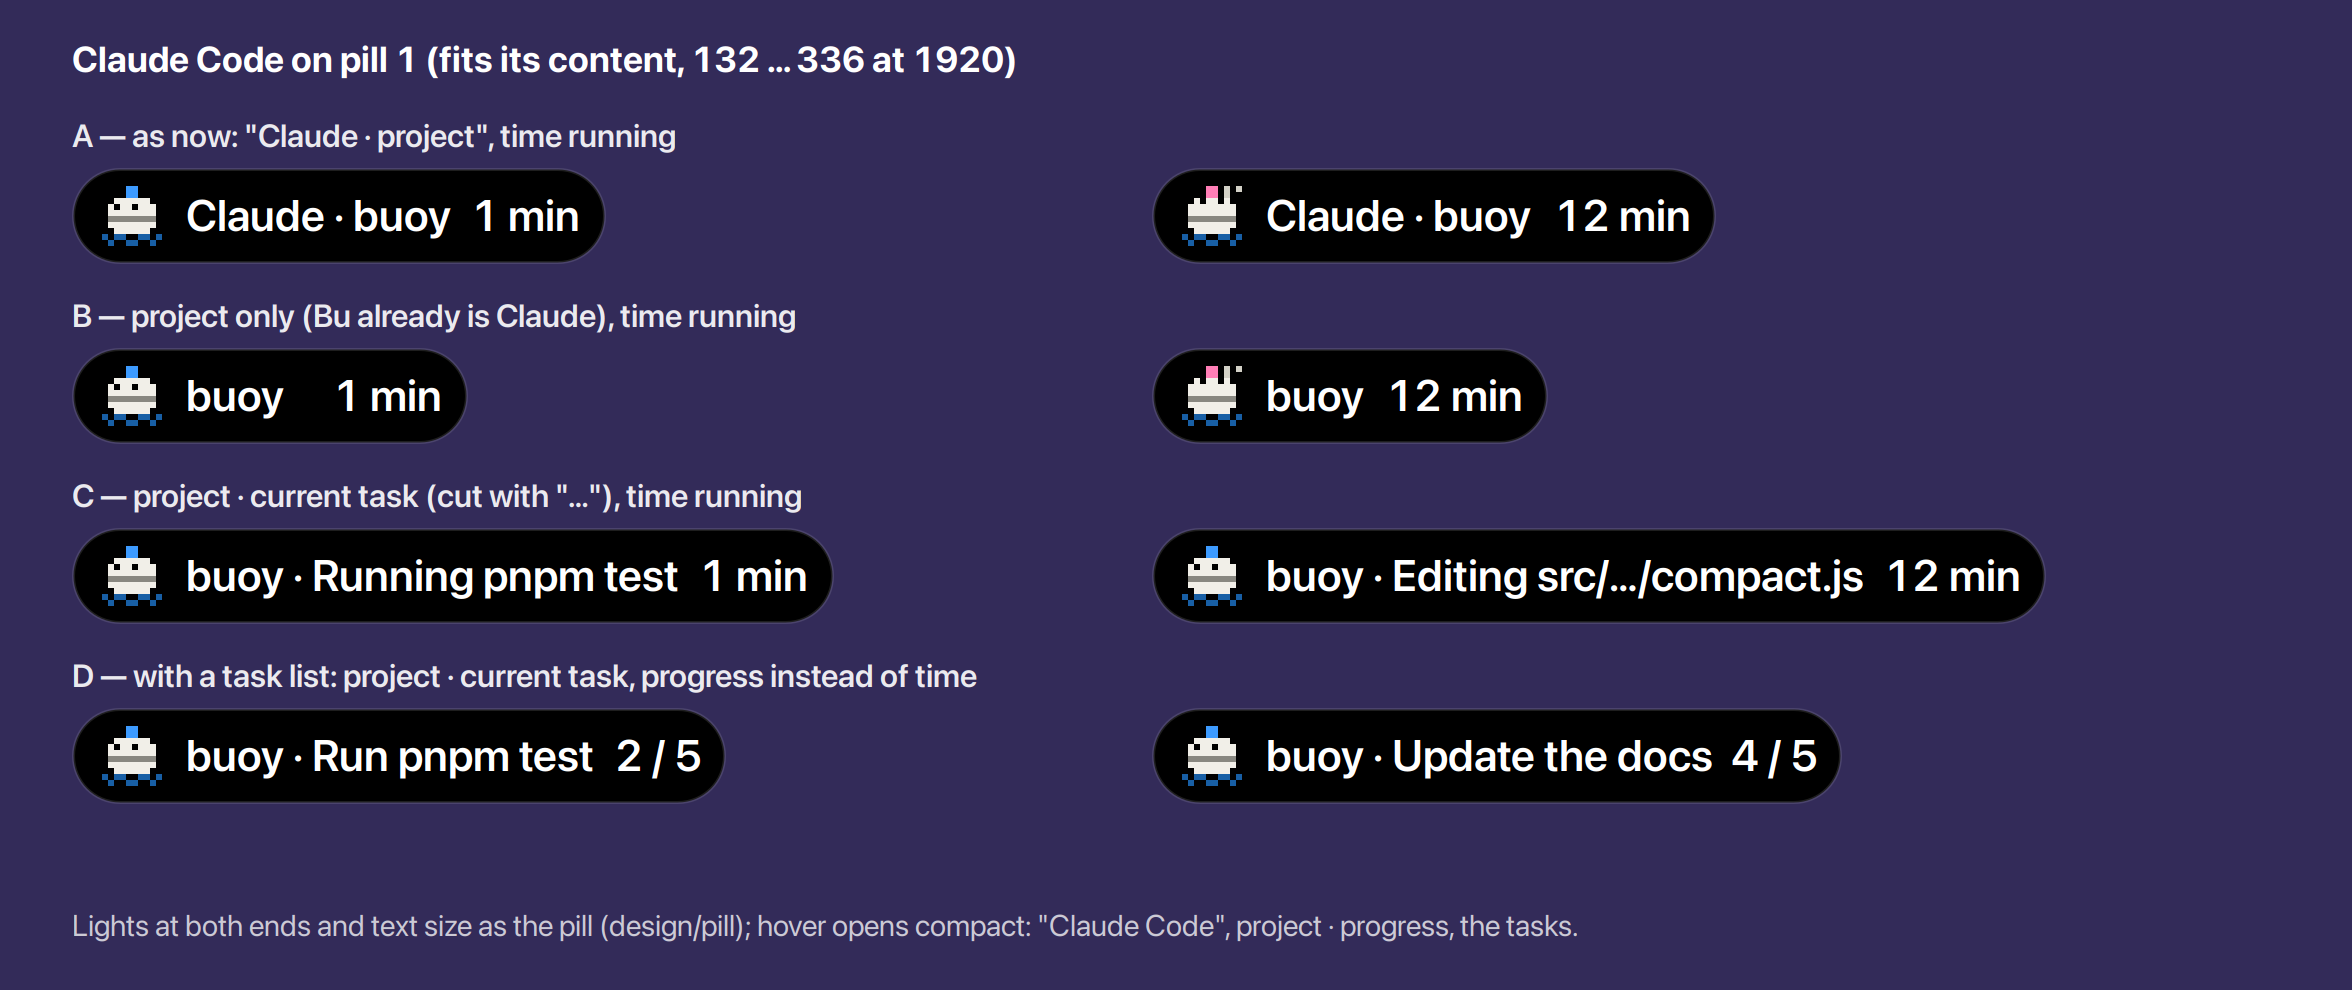 Claude Code on pill 1 (fits its content, 132 … 336 at 1920)
A — as now: "Claude · project", time running
Claude · buoy 1 min
Claude · buoy 12 min
B — project only (Bu already is Claude), time running
buoy 1 min
buoy 12 min
C — project · current task (cut with "…"), time running
buoy · Running pnpm test 1 min
buoy · Editing src/…/compact.js 12 min
D — with a task list: project · current task, progress instead of time
buoy · Run pnpm test 2 / 5
buoy · Update the docs 4 / 5
Lights at both ends and text size as the pill (design/pill); hover opens compact: "Claude Code", project · progress, the tasks.